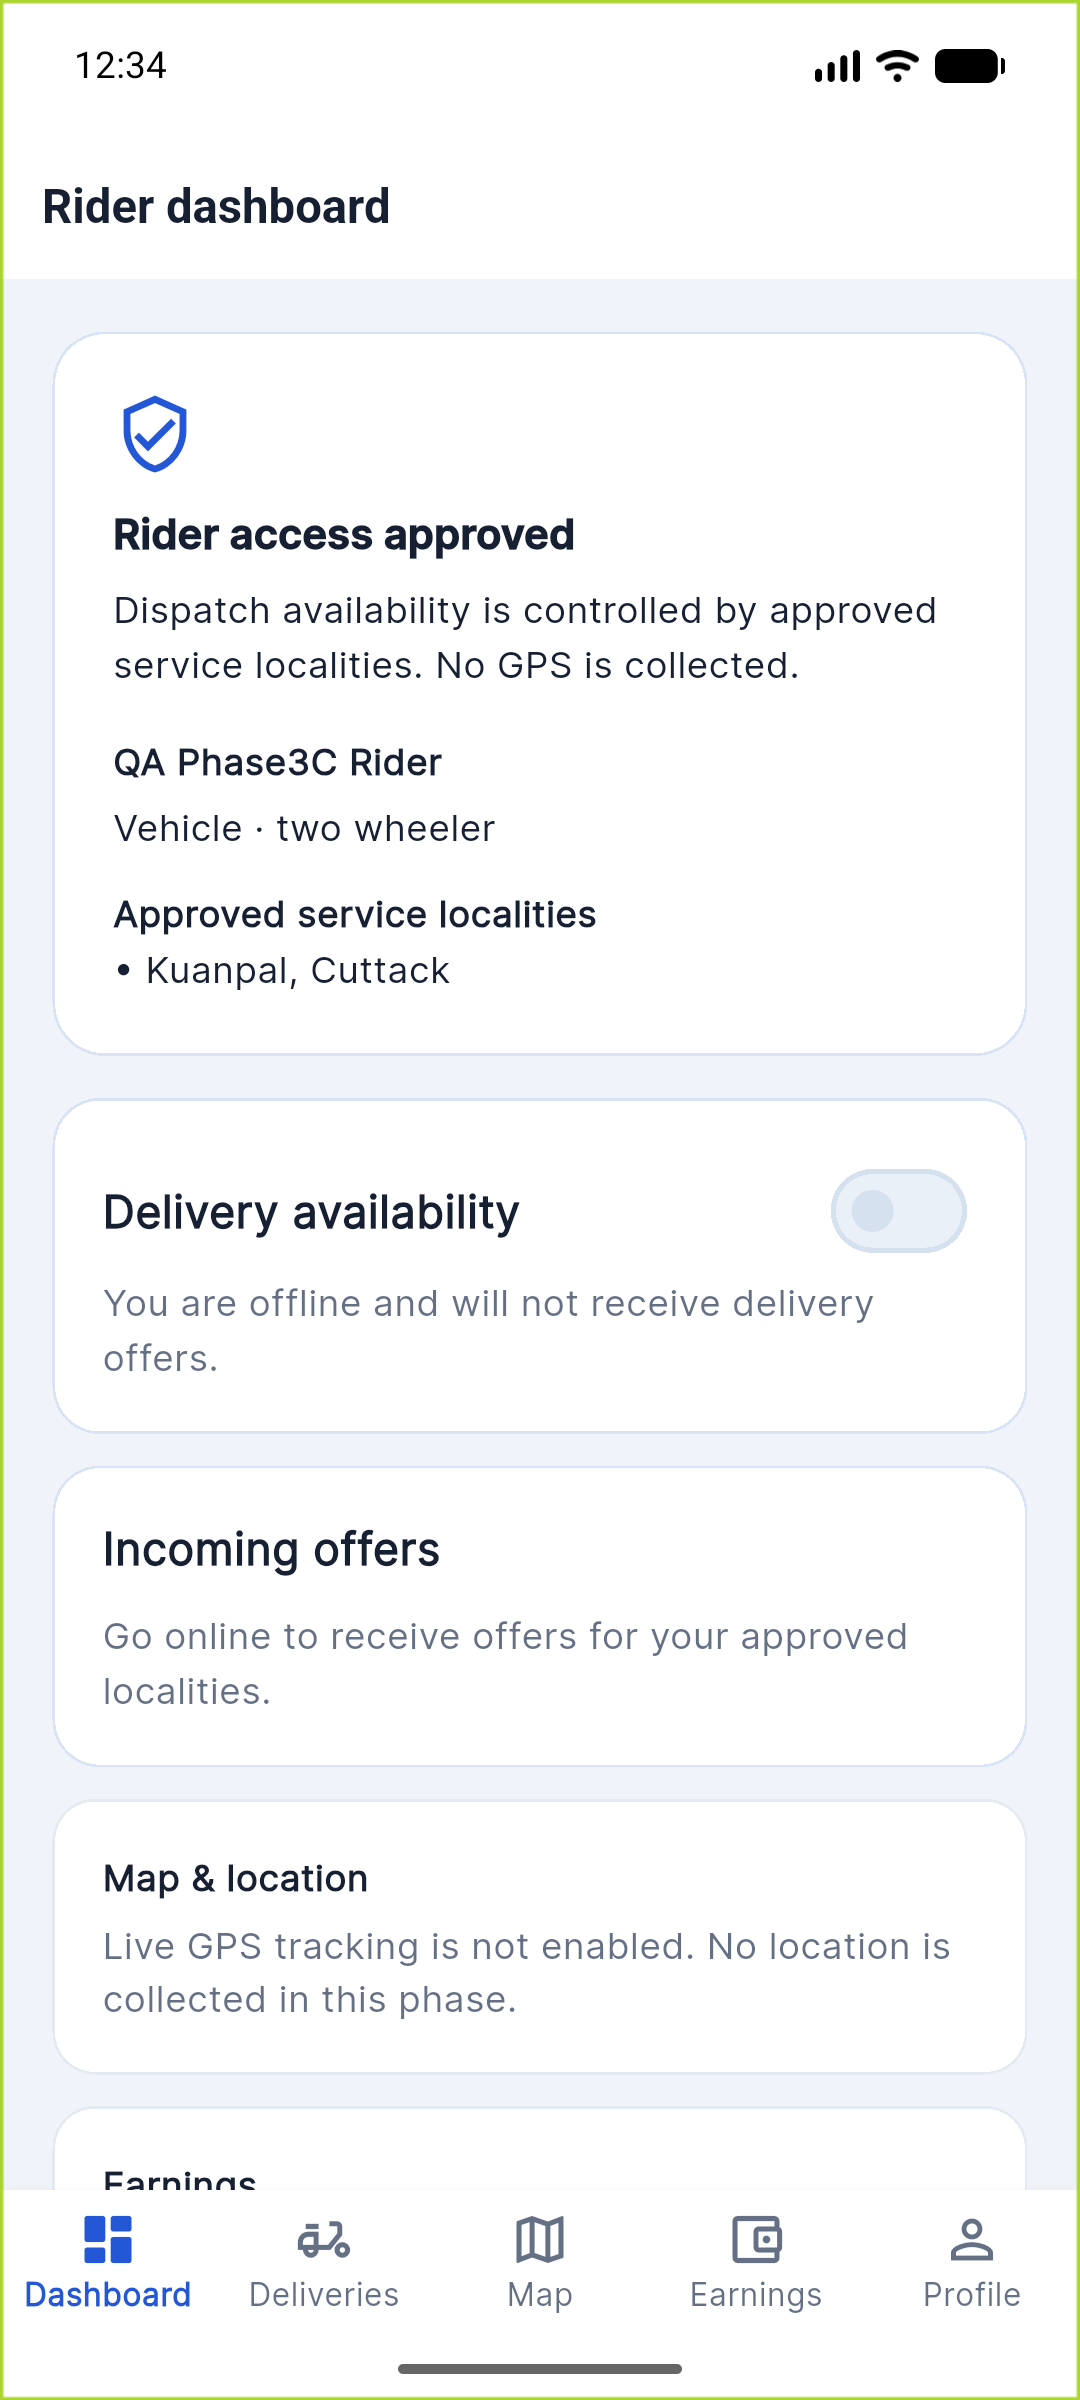 12:34
Rider dashboard
Rider access approved
Dispatch availability is controlled by approved
service localities. No GPS is collected.
QA Phase3C Rider
Vehicle · two wheeler
Approved service localities
• Kuanpal, Cuttack
Delivery availability
You are offline and will not receive delivery
offers.
Incoming offers
Go online to receive offers for your approved
localities.
Map & location
Live GPS tracking is not enabled. No location is
collected in this phase.
Earnings
Dashboard
Deliveries
Map
Earnings
Profile